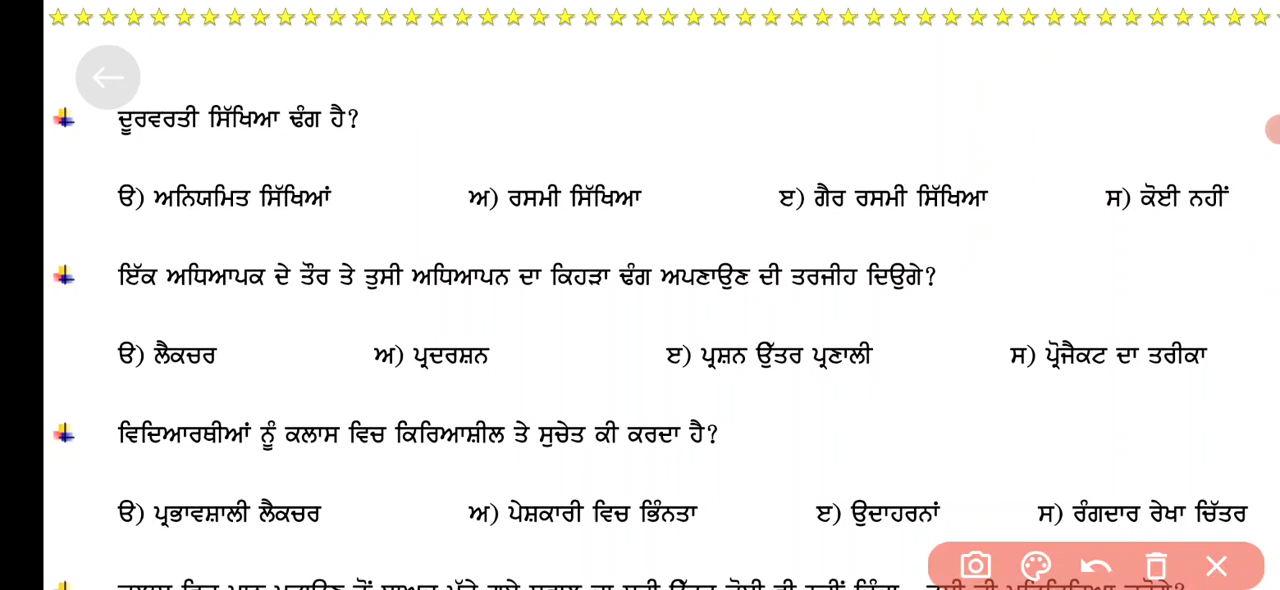 ਦੂਰਵਰਤੀ ਸਿੱਖਿਆ ਢੰਗ ਹੈ?
ੳ) ਅਨਿਯਮਿਤ ਸਿੱਖਿਆਂ ਅ) ਰਸਮੀ ਸਿੱਖਿਆ ੲ) ਗੈਰ ਰਸਮੀ ਸਿੱਖਿਆ ਸ) ਕੋਈ ਨਹੀਂ
ਇੱਕ ਅਧਿਆਪਕ ਦੇ ਤੌਰ ਤੇ ਤੁਸੀ ਅਧਿਆਪਨ ਦਾ ਕਿਹੜਾ ਢੰਗ ਅਪਣਾਉਣ ਦੀ ਤਰਜੀਹ ਦਿਉਗੇ?
ੳ) ਲੈਕਚਰ ਅ) ਪ੍ਰਦਰਸ਼ਨ ੲ) ਪ੍ਰਸ਼ਨ ਉੱਤਰ ਪ੍ਰਣਾਲੀ ਸ) ਪ੍ਰੋਜੈਕਟ ਦਾ ਤਰੀਕਾ
ਵਿਦਿਆਰਥੀਆਂ ਨੂੰ ਕਲਾਸ ਵਿਚ ਕਿਰਿਆਸ਼ੀਲ ਤੇ ਸੁਚੇਤ ਕੀ ਕਰਦਾ ਹੈ?
ੳ) ਪ੍ਰਭਾਵਸ਼ਾਲੀ ਲੈਕਚਰ ਅ) ਪੇਸ਼ਕਾਰੀ ਵਿਚ ਭਿੰਨਤਾ ੲ) ਉਦਾਹਰਨਾਂ ਸ) ਰੰਗਦਾਰ ਰੇਖਾ ਚਿੱਤਰ